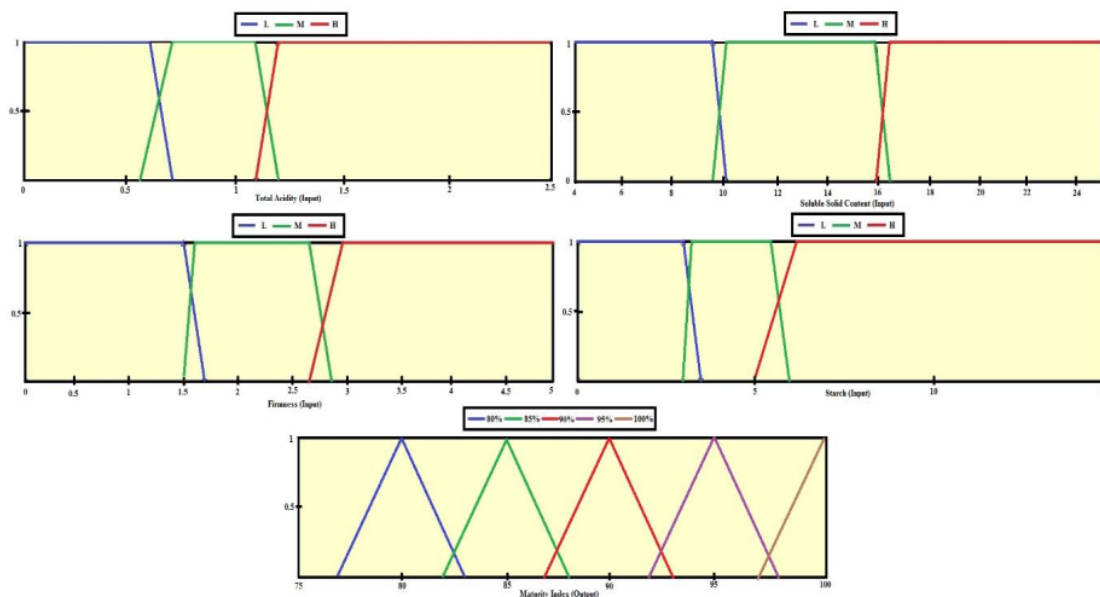 L M H
1
0.5
0 0.5 1 1.5 2 2.5
Total Acidity (Input)
L M H
1
0.5
0
4 6 8 10 12 14 16 18 20 22 24
Soluble Solid Content (Input)
L M H
1
0.5
0 0.5 1 1.5 2 2.5 3 3.5 4 4.5 5
Firmness (Input)
L M H
1
0.5
0 5 10
Starch (Input)
80% 85% 90% 95% 100%
1
0.5
75 80 85 90 95 100
Maturity Index (Output)